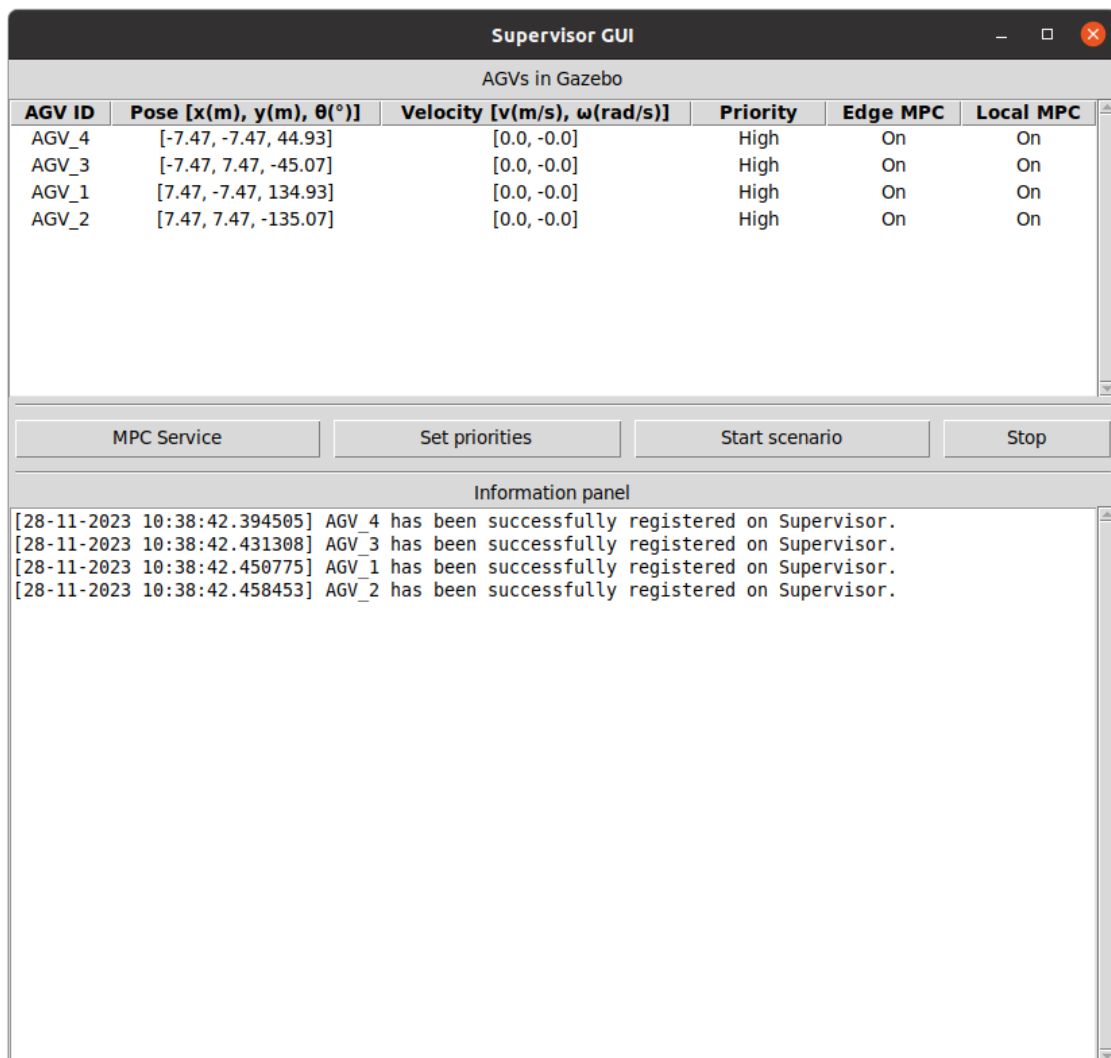 Supervisor GUI
AGVs in Gazebo
AGV ID Pose [x(m), y(m), θ(°)] Velocity [v(m/s), ω(rad/s)] Priority Edge MPC Local MPC
AGV_4 [-7.47, -7.47, 44.93] [0.0, -0.0] High On On
AGV_3 [-7.47, 7.47, -45.07] [0.0, -0.0] High On On
AGV_1 [7.47, -7.47, 134.93] [0.0, -0.0] High On On
AGV_2 [7.47, 7.47, -135.07] [0.0, -0.0] High On On
MPC Service Set priorities Start scenario Stop
Information panel
[28-11-2023 10:38:42.394505] AGV_4 has been successfully registered on Supervisor.
[28-11-2023 10:38:42.431308] AGV_3 has been successfully registered on Supervisor.
[28-11-2023 10:38:42.450775] AGV_1 has been successfully registered on Supervisor.
[28-11-2023 10:38:42.458453] AGV_2 has been successfully registered on Supervisor.